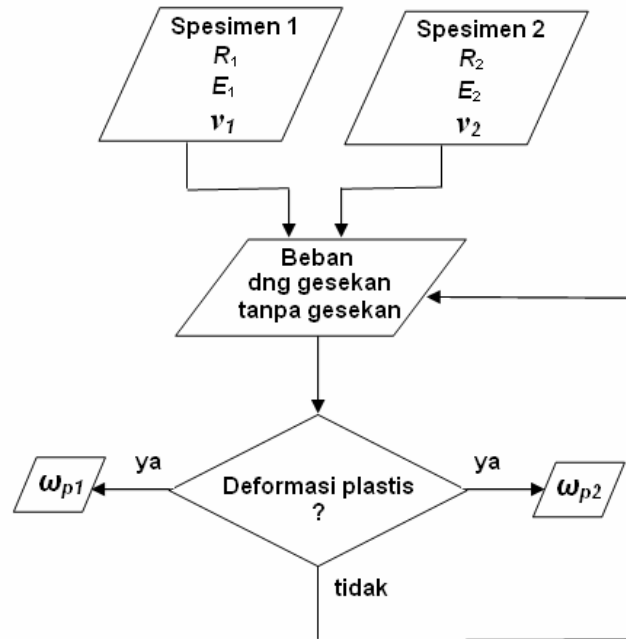 Spesimen 1
R₁
E₁
ν₁
Spesimen 2
R₂
E₂
ν₂
Beban
dng gesekan
tanpa gesekan
ya
ωp1
Deformasi plastis
?
ya
ωp2
tidak